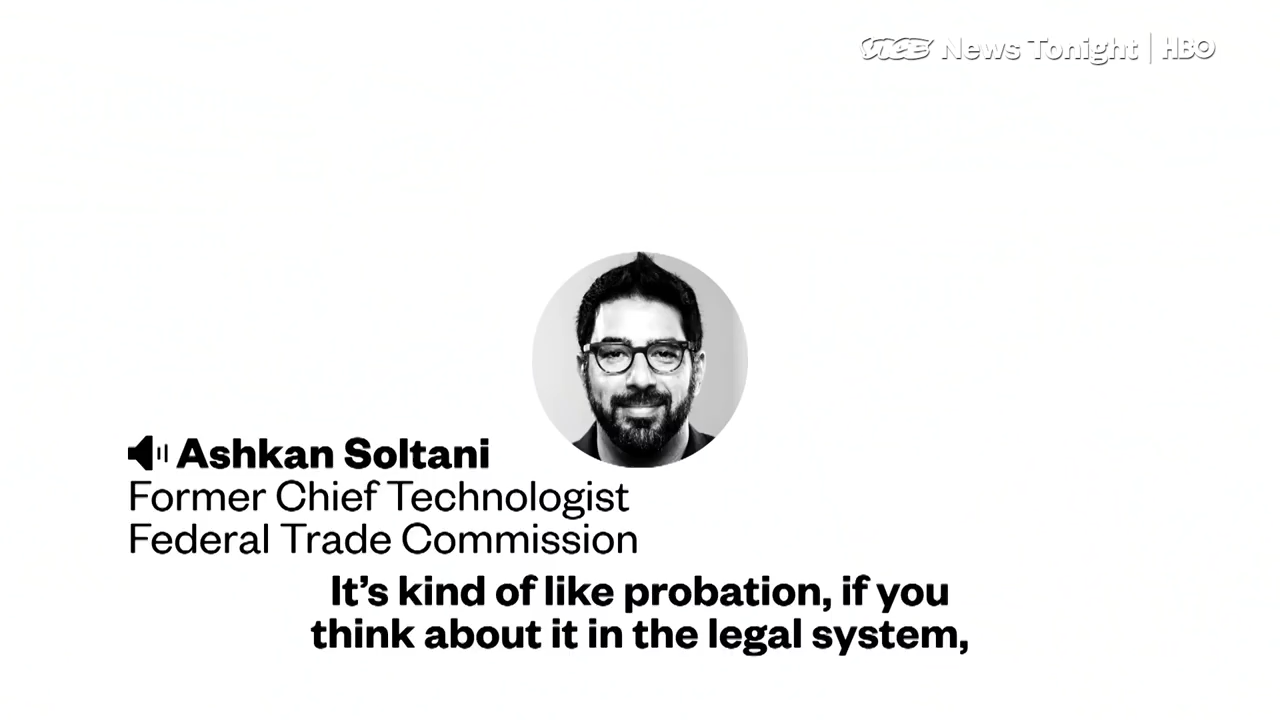 VICE News Tonight | HBO
Ashkan Soltani
Former Chief Technologist
Federal Trade Commission
It’s kind of like probation, if you
think about it in the legal system,